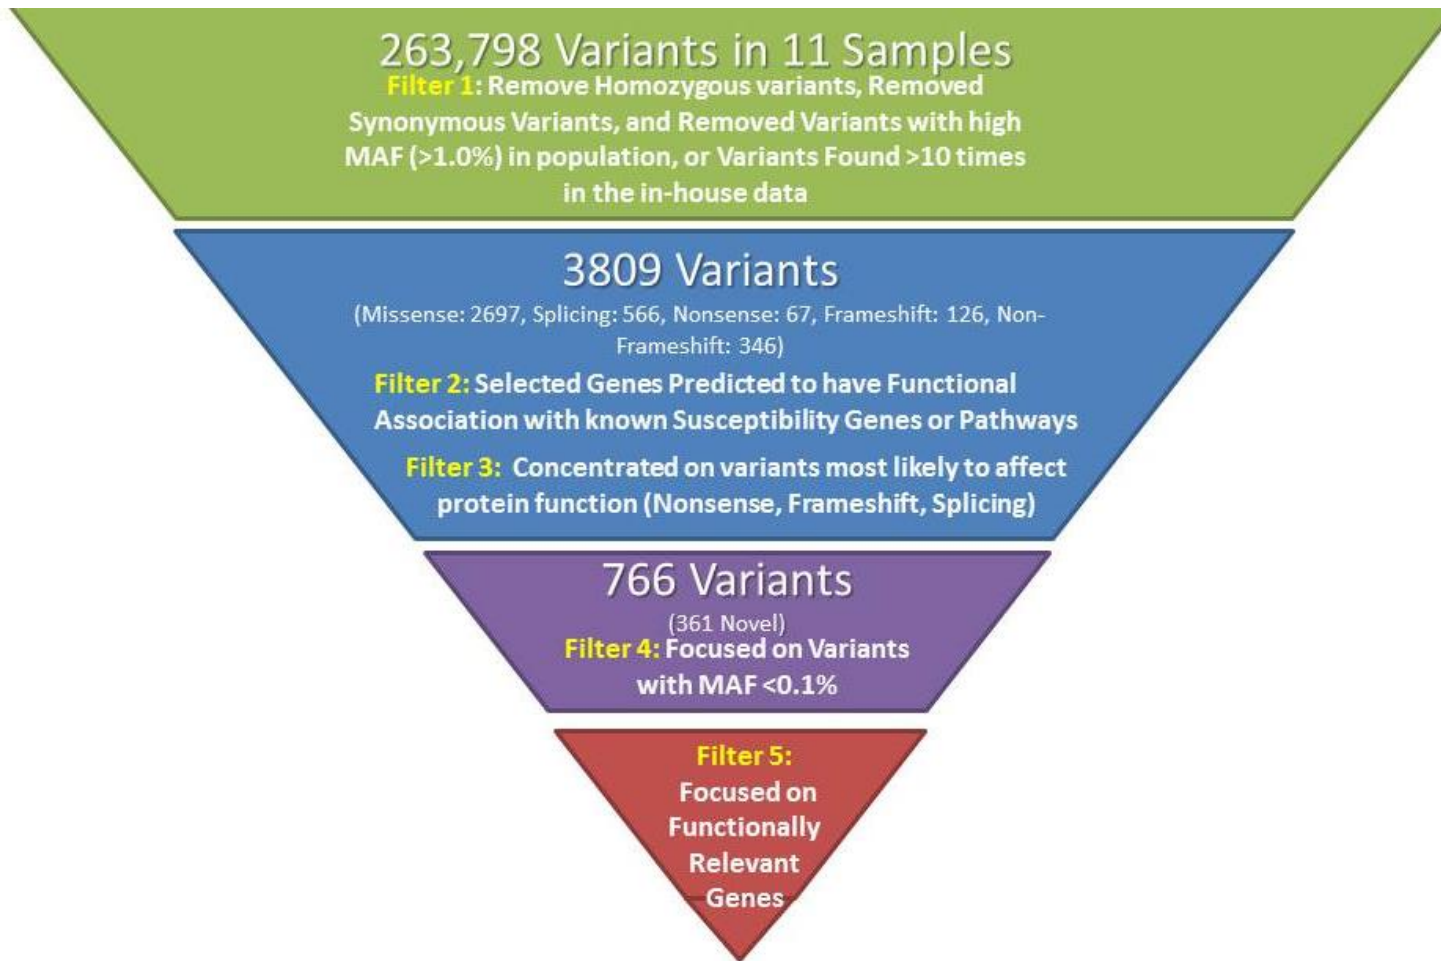 263,798 Variants in 11 Samples
Filter 1: Remove Homozygous variants, Removed
Synonymous Variants, and Removed Variants with high
MAF (>1.0%) in population, or Variants Found >10 times
in the in-house data
3809 Variants
(Missense: 2697, Splicing: 566, Nonsense: 67, Frameshift: 126, Non-
Frameshift: 346)
Filter 2: Selected Genes Predicted to have Functional
Association with known Susceptibility Genes or Pathways
Filter 3: Concentrated on variants most likely to affect
protein function (Nonsense, Frameshift, Splicing)
766 Variants
(361 Novel)
Filter 4: Focused on Variants
with MAF <0.1%
Filter 5:
Focused on
Functionally
Relevant
Genes